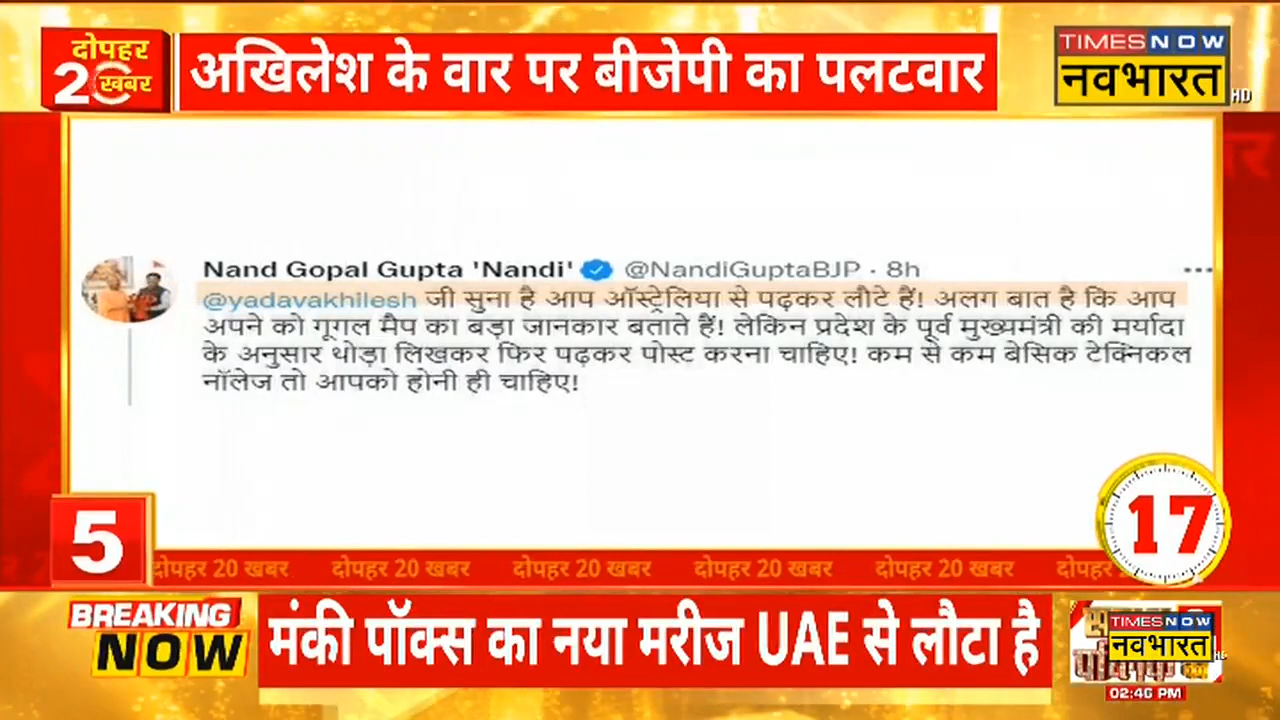 दोपहर
20 खबर
अखिलेश के वार पर बीजेपी का पलटवार
TIMES NOW
नवभारत
HD
Nand Gopal Gupta 'Nandi' @NandiGuptaBJP · 8h
@yadavakhilesh जी सुना है आप ऑस्ट्रेलिया से पढ़कर लौटे हैं! अलग बात है कि आप
अपने को गूगल मैप का बड़ा जानकार बताते हैं! लेकिन प्रदेश के पूर्व मुख्यमंत्री की मर्यादा
के अनुसार थोड़ा लिखकर फिर पढ़कर पोस्ट करना चाहिए! कम से कम बेसिक टेक्निकल
नॉलेज तो आपको होनी ही चाहिए!
5
17
दोपहर 20 खबर दोपहर 20 खबर दोपहर 20 खबर दोपहर 20 खबर दोपहर 20 खबर दोपहर
BREAKING
NOW
मंकी पॉक्स का नया मरीज UAE से लौटा है
TIMES NOW
नवभारत
02:46 PM